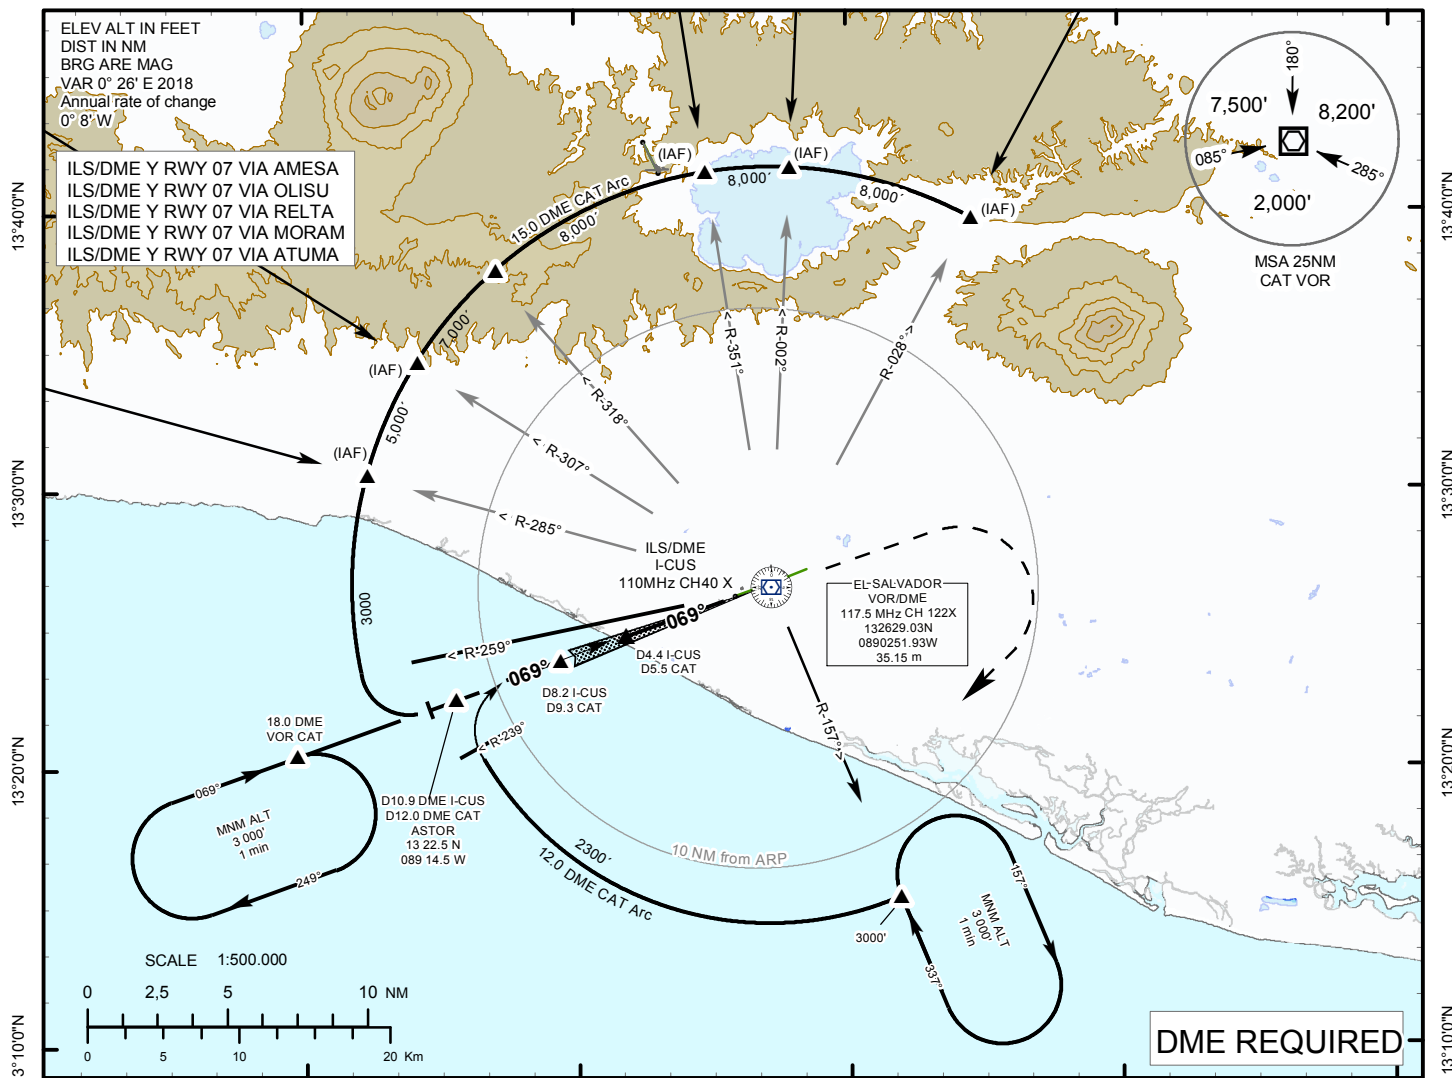 ELEV ALT IN FEET
DIST IN NM
BRG ARE MAG
VAR 0° 26' E 2018
Annual rate of change
0° 8' W
ILS/DME Y RWY 07 VIA AMESA
ILS/DME Y RWY 07 VIA OLISU
ILS/DME Y RWY 07 VIA RELTA
ILS/DME Y RWY 07 VIA MORAM
ILS/DME Y RWY 07 VIA ATUMA
180°
7,500'
8,200'
085°
285°
2,000'
MSA 25NM
CAT VOR
(IAF)
(IAF)
(IAF)
(IAF)
(IAF)
8,000'
8,000'
15.0 DME CAT Arc
8,000'
7,000'
5,000'
3000
< R-351°
< R-002°
R-028° >
< R-318°
< R-307°
< R-285°
ILS/DME
I-CUS
110MHz CH40 X
EL SALVADOR
VOR/DME
117.5 MHz CH 122X
132629.03N
0890251.93W
35.15 m
< R-259°
069°
069°
D4.4 I-CUS
D5.5 CAT
D8.2 I-CUS
D9.3 CAT
< R-239°
R-157° >
18.0 DME
VOR CAT
069°
MNM ALT
3 000'
1 min
249°
D10.9 DME I-CUS
D12.0 DME CAT
ASTOR
13 22.5 N
089 14.5 W
10 NM from ARP
2300'
12.0 DME CAT Arc
3000'
157°
MNM ALT
3 000'
1 min
337°
SCALE 1:500.000
0 2,5 5 10 NM
0 5 10 20 Km
DME REQUIRED
13°40'0"N
13°30'0"N
13°20'0"N
3°10'0"N
13°40'0"N
13°30'0"N
13°20'0"N
13°10'0"N